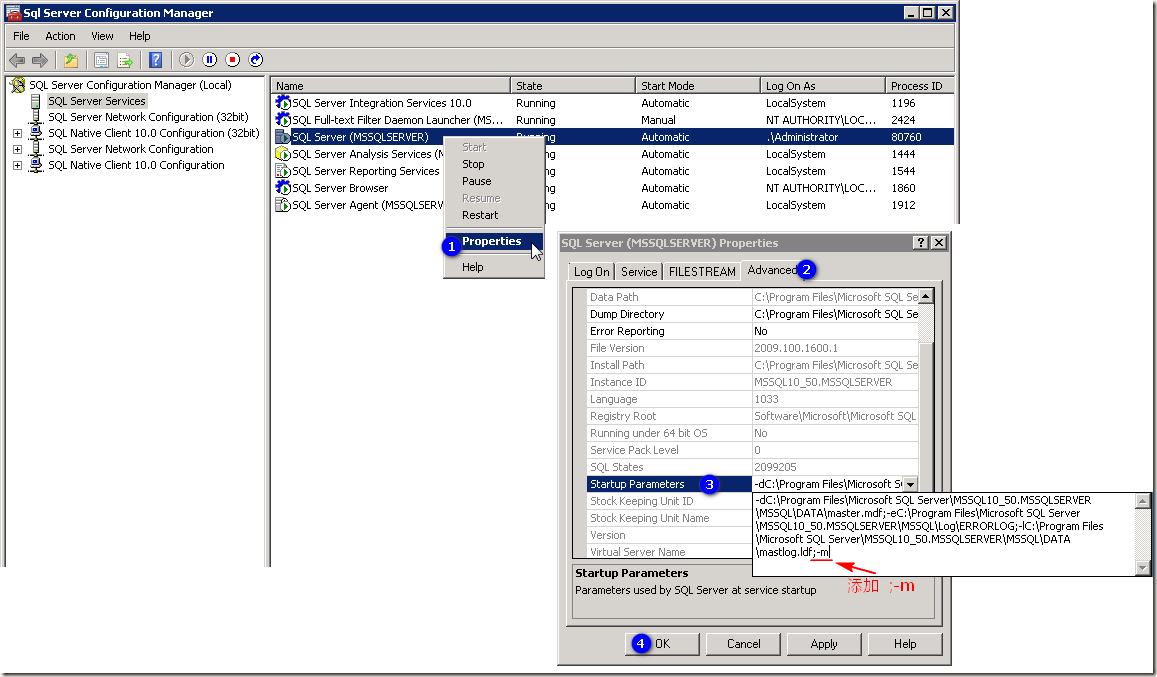 Sql Server Configuration Manager
File Action View Help
SQL Server Configuration Manager (Local)
SQL Server Services
SQL Server Network Configuration (32bit)
SQL Native Client 10.0 Configuration (32bit)
SQL Server Network Configuration
SQL Native Client 10.0 Configuration
Name State Start Mode Log On As Process ID
SQL Server Integration Services 10.0 Running Automatic LocalSystem 1196
SQL Full-text Filter Daemon Launcher (MS... Running Manual NT AUTHORITY\LOC... 2424
SQL Server (MSSQLSERVER) Running Automatic .\Administrator 80760
SQL Server Analysis Services (M ng Automatic LocalSystem 1444
SQL Server Reporting Services ng Automatic LocalSystem 1544
SQL Server Browser ng Automatic NT AUTHORITY\LOC... 1860
SQL Server Agent (MSSQLSERV ng Automatic LocalSystem 1912
Start
Stop
Pause
Resume
Restart
1 Properties
Help
SQL Server (MSSQLSERVER) Properties
Log On Service FILESTREAM Advanced 2
Data Path C:\Program Files\Microsoft SQL Se
Dump Directory C:\Program Files\Microsoft SQL Se
Error Reporting No
File Version 2009.100.1600.1
Install Path C:\Program Files\Microsoft SQL Se
Instance ID MSSQL10_50.MSSQLSERVER
Language 1033
Registry Root Software\Microsoft\Microsoft SQL
Running under 64 bit OS No
Service Pack Level 0
SQL States 2099205
Startup Parameters 3 -dC:\Program Files\Microsoft S
Stock Keeping Unit ID
Stock Keeping Unit Name
Version
Virtual Server Name
-dC:\Program Files\Microsoft SQL Server\MSSQL10_50.MSSQLSERVER
\MSSQL\DATA\master.mdf;-eC:\Program Files\Microsoft SQL Server
\MSSQL10_50.MSSQLSERVER\MSSQL\Log\ERRORLOG;-lC:\Program Files
\Microsoft SQL Server\MSSQL10_50.MSSQLSERVER\MSSQL\DATA
\mastlog.ldf;-m
添加 ;-m
Startup Parameters
Parameters used by SQL Server at service startup
4 OK Cancel Apply Help